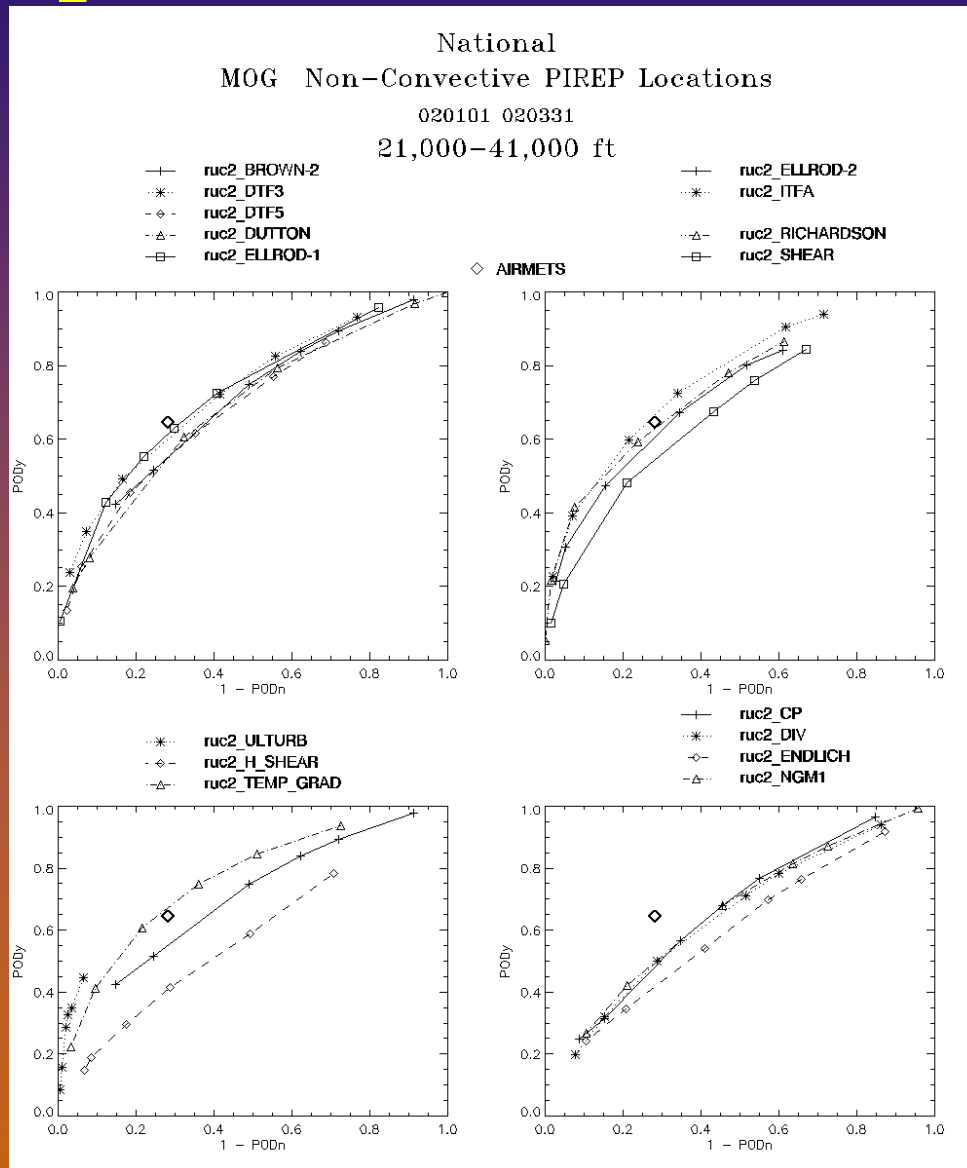 National
MOG Non-Convective PIREP Locations
020101 020331
21,000-41,000 ft
ruc2_BROWN-2
ruc2_DTF3
ruc2_DTF5
ruc2_DUTTON
ruc2_ELLROD-1
ruc2_ELLROD-2
ruc2_ITFA
ruc2_RICHARDSON
ruc2_SHEAR
AIRMETS
1.0
0.8
0.6
0.4
0.2
0.0
PODy
0.0 0.2 0.4 0.6 0.8 1.0
1 - PODn
1.0
0.8
0.6
0.4
0.2
0.0
PODy
0.0 0.2 0.4 0.6 0.8 1.0
1 - PODn
ruc2_ULTURB
ruc2_H_SHEAR
ruc2_TEMP_GRAD
ruc2_CP
ruc2_DIV
ruc2_ENDLICH
ruc2_NGM1
1.0
0.8
0.6
0.4
0.2
0.0
PODy
0.0 0.2 0.4 0.6 0.8 1.0
1 - PODn
1.0
0.8
0.6
0.4
0.2
0.0
PODy
0.0 0.2 0.4 0.6 0.8 1.0
1 - PODn